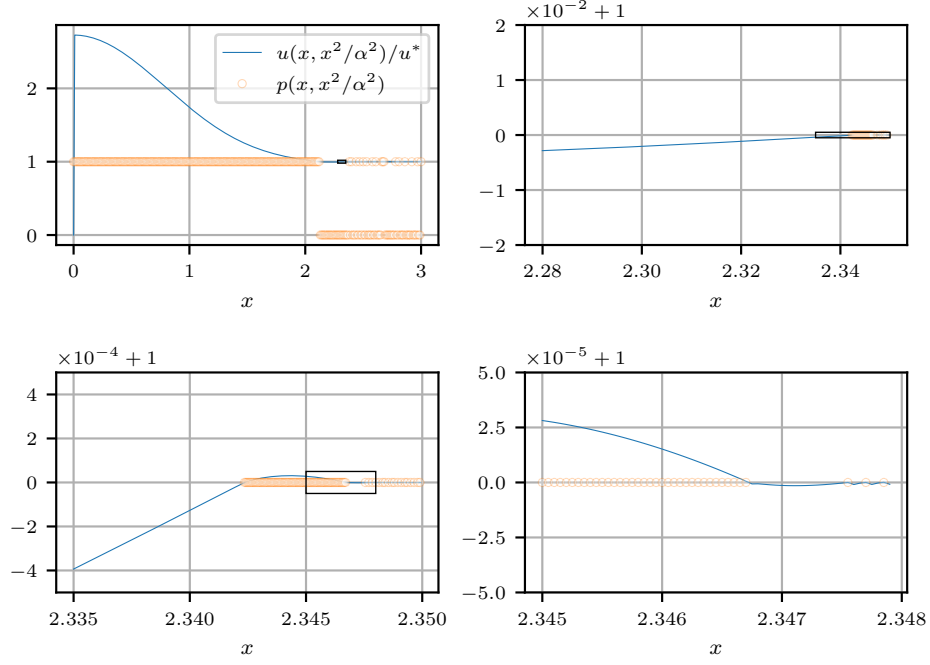 ×10⁻² + 1
2
1
0
u(x, x²/α²)/u*
p(x, x²/α²)
0 1 2 3
x
2
1
0
−1
−2
2.28 2.30 2.32 2.34
x
×10⁻⁴ + 1
4
2
0
−2
−4
2.335 2.340 2.345 2.350
x
×10⁻⁵ + 1
5.0
2.5
0.0
−2.5
−5.0
2.345 2.346 2.347 2.348
x